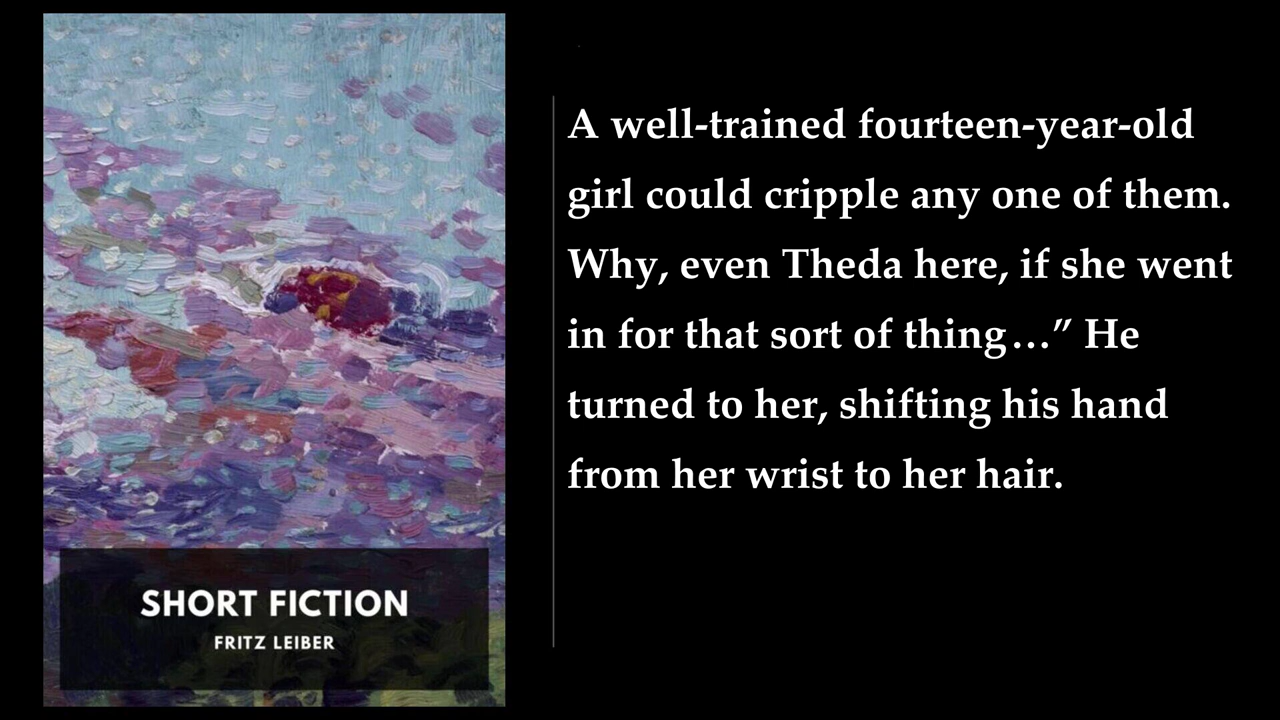 SHORT FICTION
FRITZ LEIBER
A well-trained fourteen-year-old
girl could cripple any one of them.
Why, even Theda here, if she went
in for that sort of thing…” He
turned to her, shifting his hand
from her wrist to her hair.